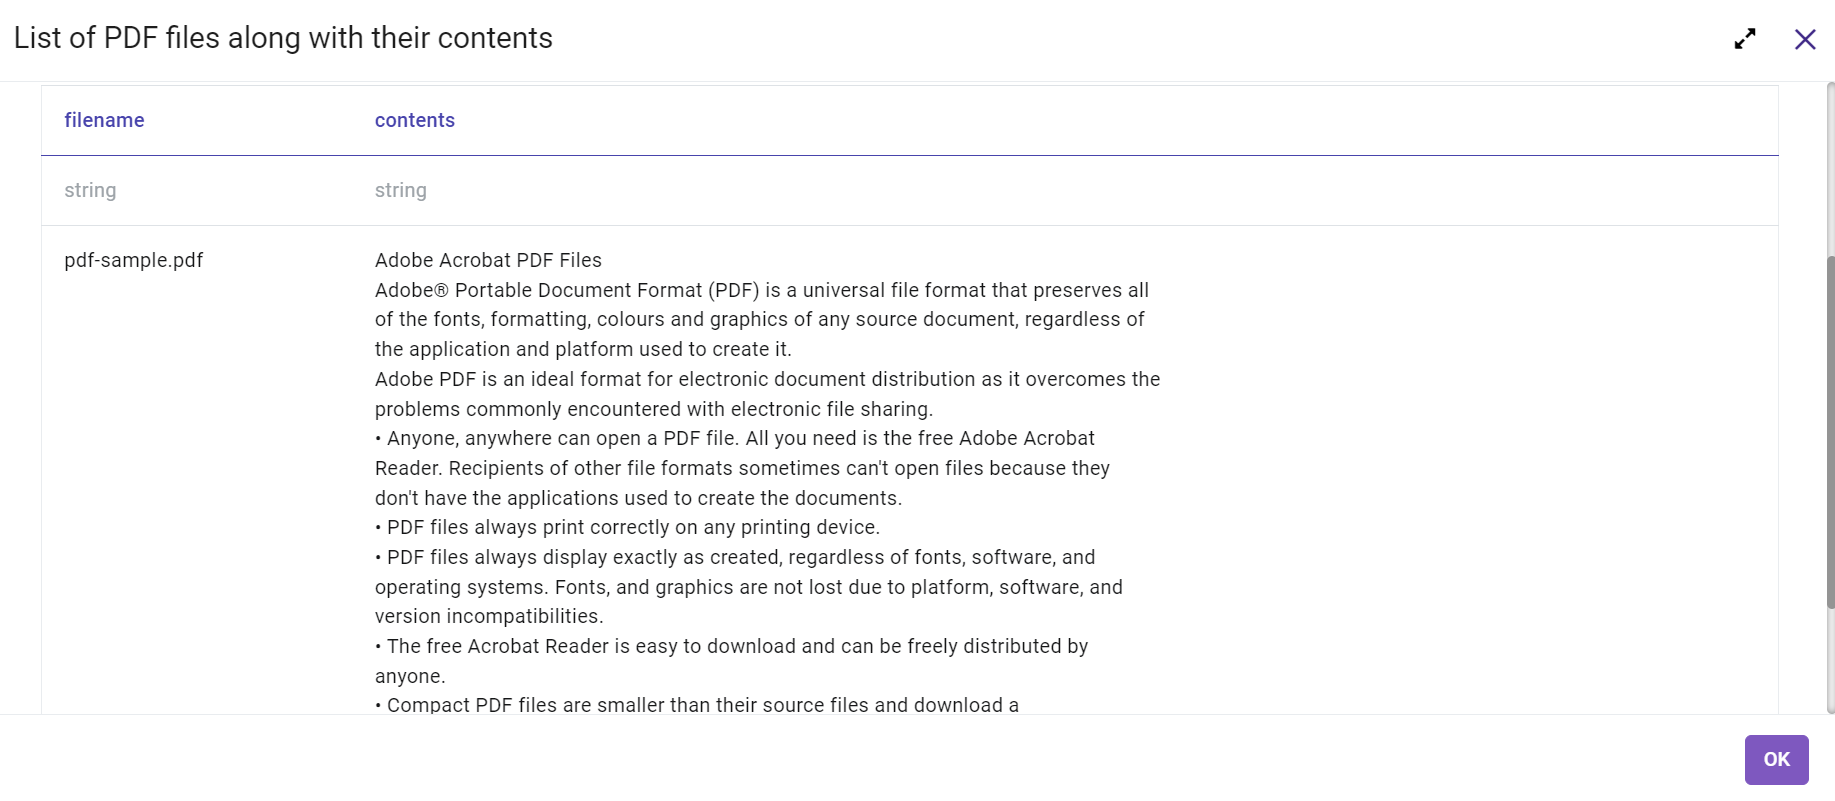 List of PDF files along with their contents
filename contents
string string
pdf-sample.pdf Adobe Acrobat PDF Files
Adobe® Portable Document Format (PDF) is a universal file format that preserves all
of the fonts, formatting, colours and graphics of any source document, regardless of
the application and platform used to create it.
Adobe PDF is an ideal format for electronic document distribution as it overcomes the
problems commonly encountered with electronic file sharing.
• Anyone, anywhere can open a PDF file. All you need is the free Adobe Acrobat
Reader. Recipients of other file formats sometimes can't open files because they
don't have the applications used to create the documents.
• PDF files always print correctly on any printing device.
• PDF files always display exactly as created, regardless of fonts, software, and
operating systems. Fonts, and graphics are not lost due to platform, software, and
version incompatibilities.
• The free Acrobat Reader is easy to download and can be freely distributed by
anyone.
• Compact PDF files are smaller than their source files and download a
OK